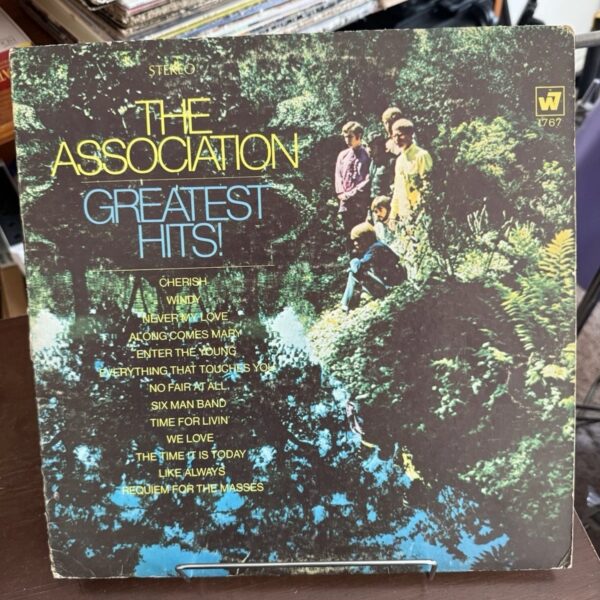 STEREO
W7
1767
THE
ASSOCIATION
GREATEST
HITS!
CHERISH
WINDY
NEVER MY LOVE
ALONG COMES MARY
ENTER THE YOUNG
EVERYTHING THAT TOUCHES YOU
NO FAIR AT ALL
SIX MAN BAND
TIME FOR LIVIN'
WE LOVE
THE TIME IT IS TODAY
LIKE ALWAYS
REQUIEM FOR THE MASSES